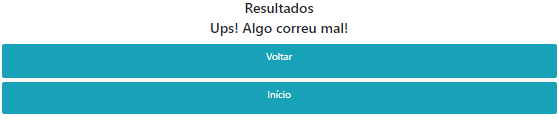 Resultados
Ups! Algo correu mal!
Voltar
Início